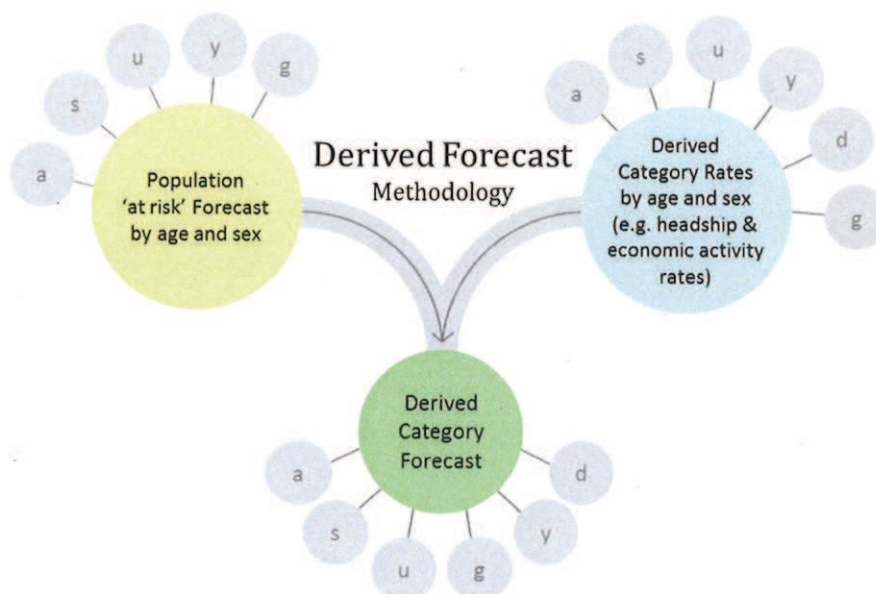 a
s
u
y
g
Population
‘at risk’ Forecast
by age and sex
Derived Forecast
Methodology
a
s
u
y
d
g
Derived
Category Rates
by age and sex
(e.g. headship &
economic activity
rates)
Derived
Category
Forecast
a
s
u
g
y
d